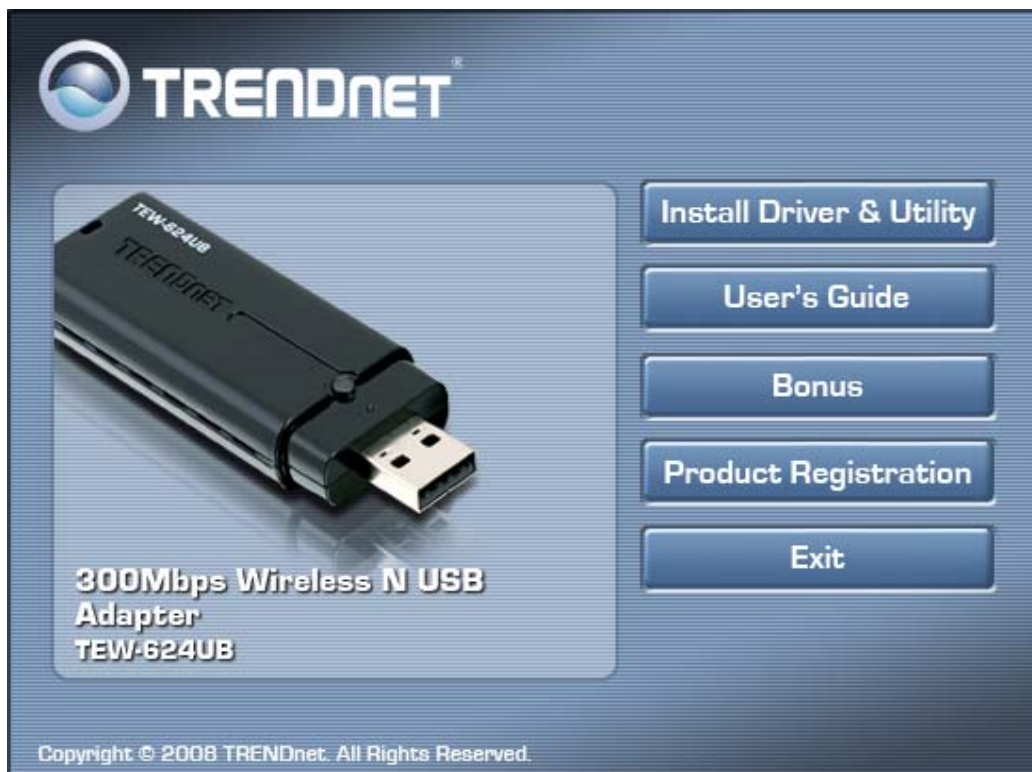 TRENDNET®
TEW-624UB
TRENDNET
300Mbps Wireless N USB
Adapter
TEW-624UB
Install Driver & Utility
User's Guide
Bonus
Product Registration
Exit
Copyright © 2008 TRENDnet. All Rights Reserved.